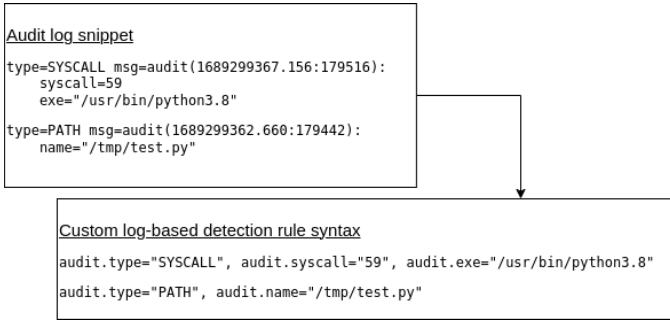 Audit log snippet
type=SYSCALL msg=audit(1689299367.156:179516):
syscall=59
exe="/usr/bin/python3.8"
type=PATH msg=audit(1689299362.660:179442):
name="/tmp/test.py"
Custom log-based detection rule syntax
audit.type="SYSCALL", audit.syscall="59", audit.exe="/usr/bin/python3.8"
audit.type="PATH", audit.name="/tmp/test.py"